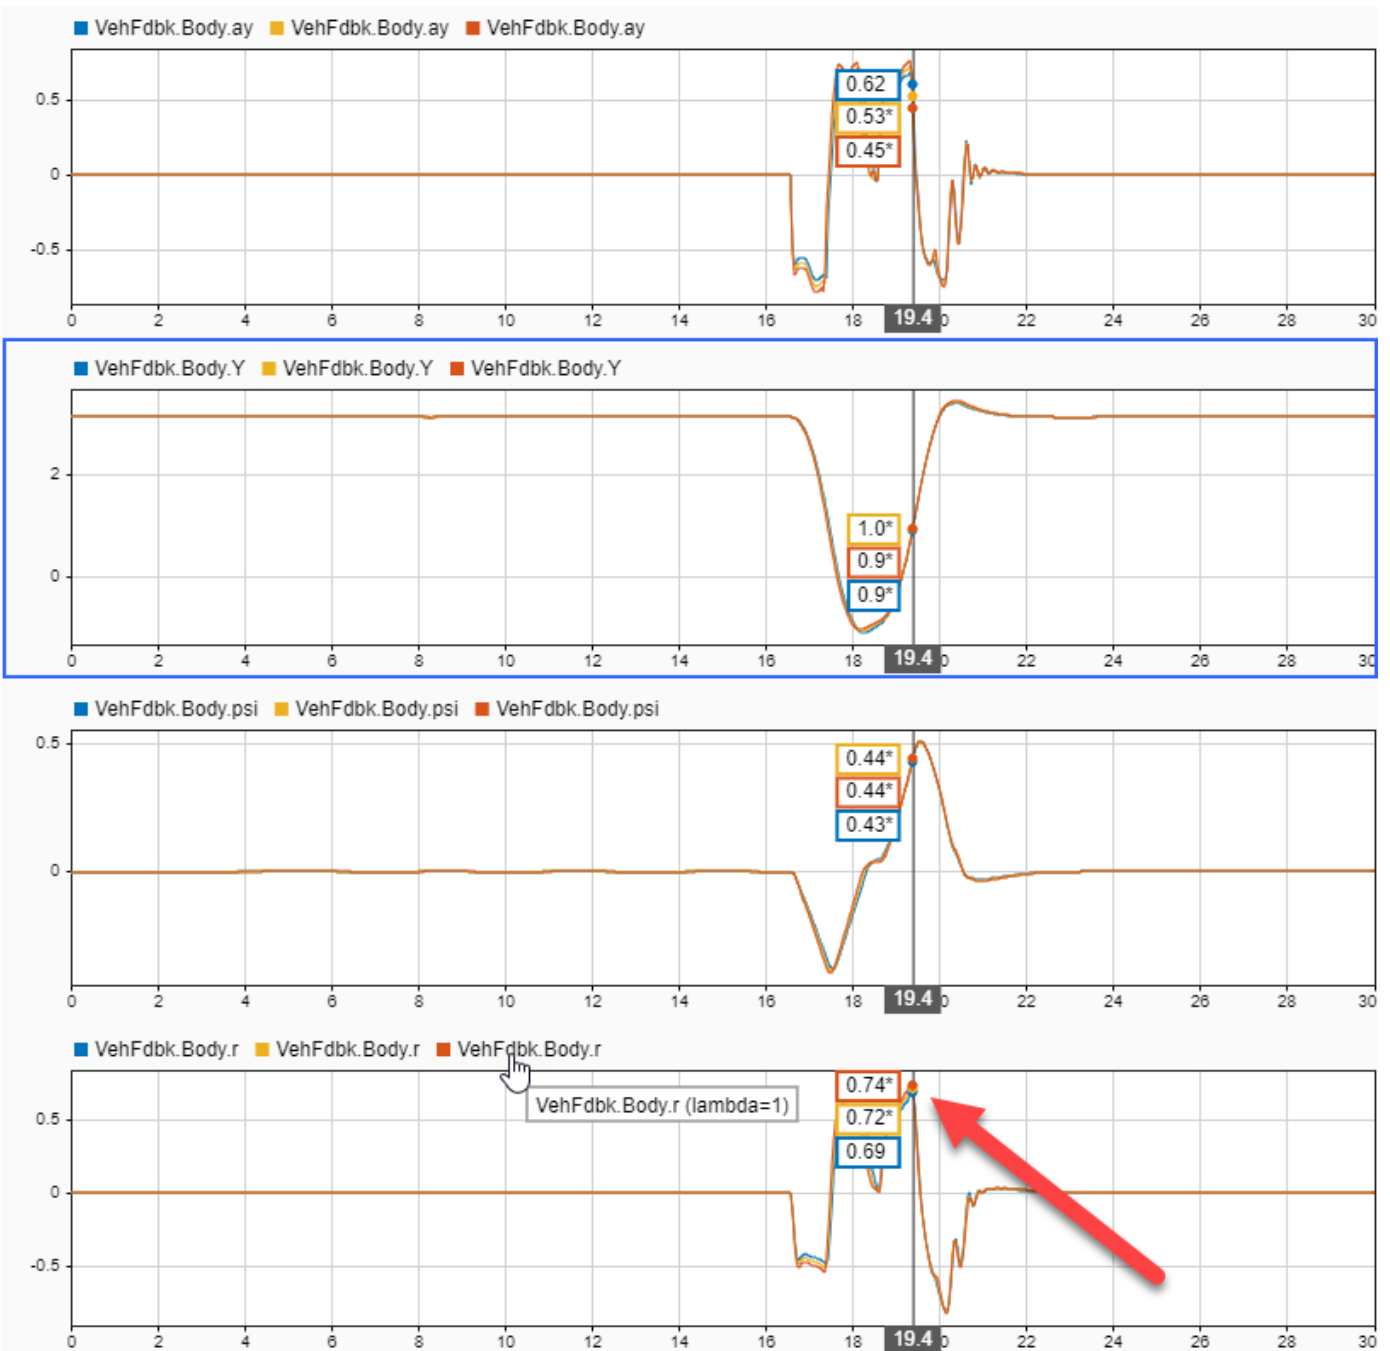 VehFdbk.Body.ay VehFdbk.Body.ay VehFdbk.Body.ay
0.62
0.5
0.53*
0.45*
0
-0.5
0 2 4 6 8 10 12 14 16 18 19.4 0 22 24 26 28 30
VehFdbk.Body.Y VehFdbk.Body.Y VehFdbk.Body.Y
2
1.0*
0.9*
0
0.9*
0 2 4 6 8 10 12 14 16 18 19.4 0 22 24 26 28 30
VehFdbk.Body.psi VehFdbk.Body.psi VehFdbk.Body.psi
0.5
0.44*
0.44*
0.43*
0
0 2 4 6 8 10 12 14 16 18 19.4 0 22 24 26 28 30
VehFdbk.Body.r VehFdbk.Body.r VehFdbk.Body.r
VehFdbk.Body.r (lambda=1)
0.74*
0.5
0.72*
0.69
0
-0.5
0 2 4 6 8 10 12 14 16 18 19.4 0 22 24 26 28 30